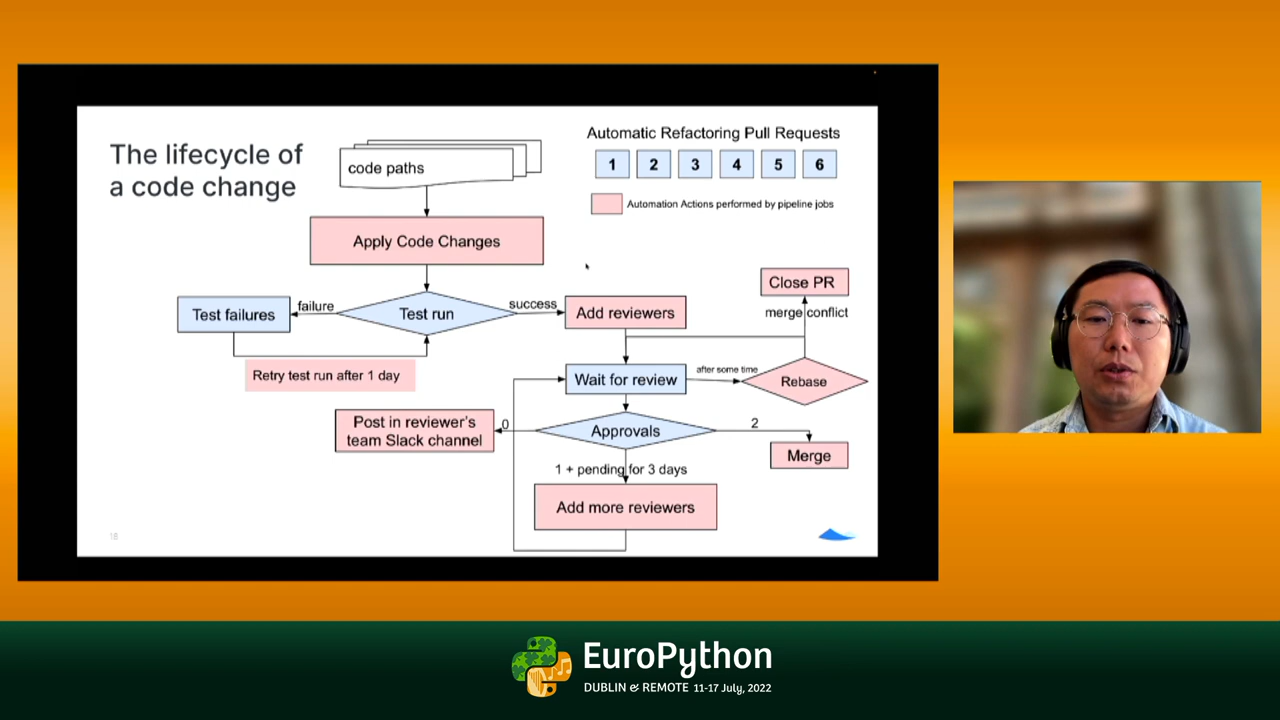 The lifecycle of
a code change
code paths
Automatic Refactoring Pull Requests
1 2 3 4 5 6
Automation Actions performed by pipeline jobs
Apply Code Changes
Close PR
merge conflict
Test failures
failure
Test run
success
Add reviewers
Retry test run after 1 day
Wait for review
after some time
Rebase
Post in reviewer's
team Slack channel
0
Approvals
2
Merge
1 + pending for 3 days
Add more reviewers
18
EuroPython
DUBLIN & REMOTE 11-17 July, 2022